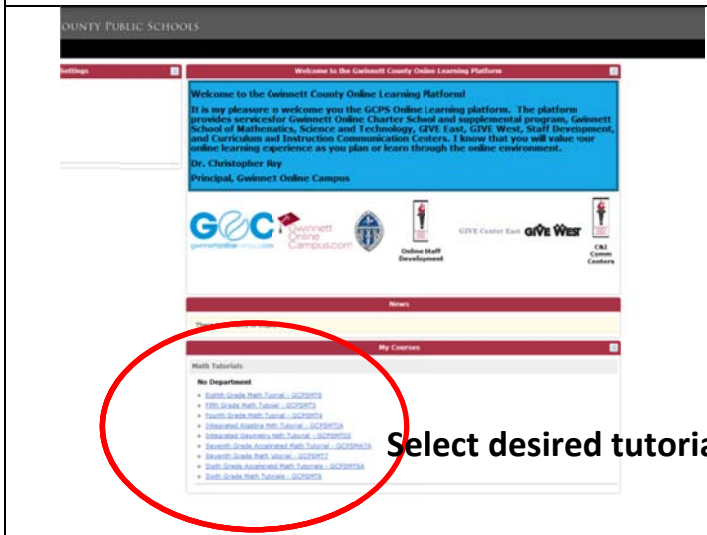 OUNTY PUBLIC SCHOOLS
Settings
Welcome to the Gwinnett County Online Learning Platform
Welcome to the Gwinnett County Online Learning Platform!
It is my pleasure o welcome you the GCPS Online Learning platform. The platform
provides servicesfor Gwinnett Online Charter School and supplemental program, Gwinnett
School of Mathematics, Science and Technology, GIVE East, GIVE West, Staff Development,
and Curriculum and Instruction Communication Centers. I know that you will value your
online learning experience as you plan or learn through the online environment.
Dr. Christopher Ray
Principal, Gwinnet Online Campus
GOC
gwinnettonlinecampus.com
Gwinnett
Online
Campus.com
Online Staff
Development
GIVE Center East
GIVE WEST
C&I
Comm
Centers
News
My Courses
Math Tutorials
No Department
Eighth Grade Math Tutorial - GCPSMT8
Fifth Grade Math Tutorial - GCPSMT5
Fourth Grade Math Tutorial - GCPSMT4
Integrated Algebra Math Tutorial - GCPSMTIA
Integrated Geometry Math Tutorial - GCPSMTIG
Seventh Grade Accelerated Math Tutorial - GCPSMA7A
Seventh Grade Math Tutorial - GCPSMT7
Sixth Grade Accelerated Math Tutorials - GCPSMT6A
Sixth Grade Math Tutorials - GCPSMT6
Select desired tutoria